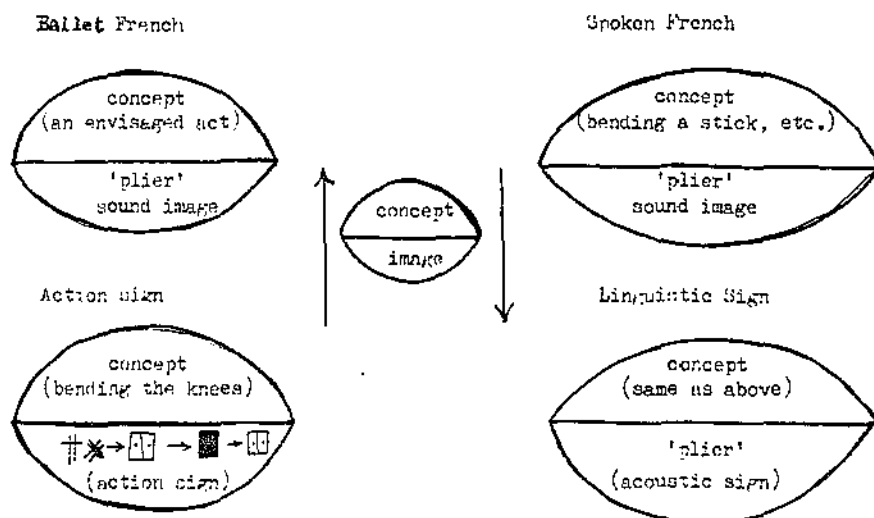 Ballet French
concept
(an envisaged act)
'plier'
sound image
Spoken French
concept
(bending a stick, etc.)
'plier'
sound image
concept
image
Action sign
concept
(bending the knees)
(action sign)
Linguistic Sign
concept
(same as above)
'plier'
(acoustic sign)